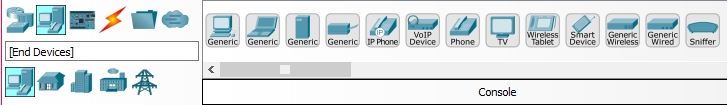 Generic Generic Generic Generic IP Phone VoIP Device Phone TV Wireless Tablet Smart Device Generic Wireless Generic Wired Sniffer
[End Devices]
Console